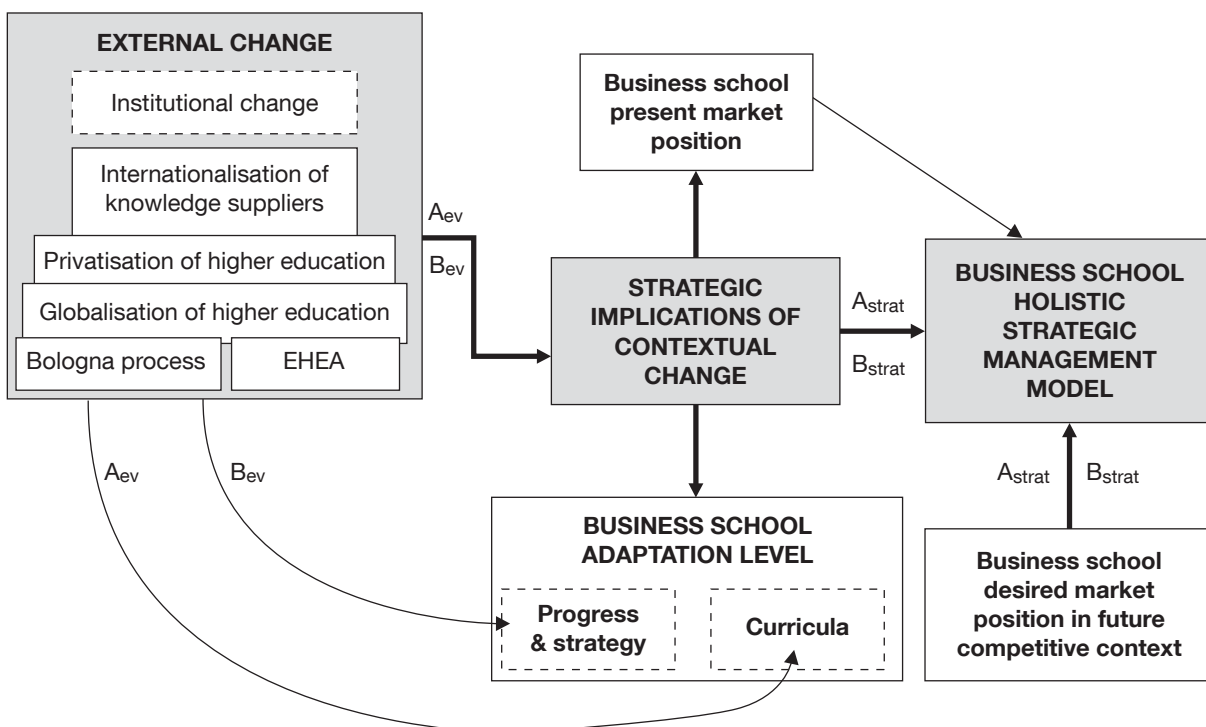 EXTERNAL CHANGE
Institutional change
Internationalisation of
knowledge suppliers
Privatisation of higher education
Globalisation of higher education
Bologna process
EHEA
Aev
Bev
Aev
Bev
Business school
present market
position
STRATEGIC
IMPLICATIONS OF
CONTEXTUAL
CHANGE
Astrat
Bstrat
BUSINESS SCHOOL
HOLISTIC
STRATEGIC
MANAGEMENT
MODEL
Astrat
Bstrat
BUSINESS SCHOOL
ADAPTATION LEVEL
Progress
& strategy
Curricula
Business school
desired market
position in future
competitive context